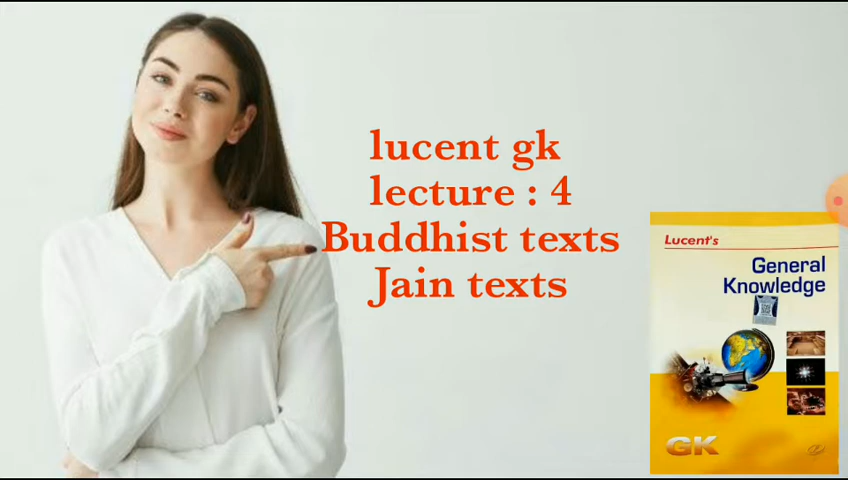 lucent gk
lecture : 4
Buddhist texts
Jain texts
Lucent's
General
Knowledge
GK